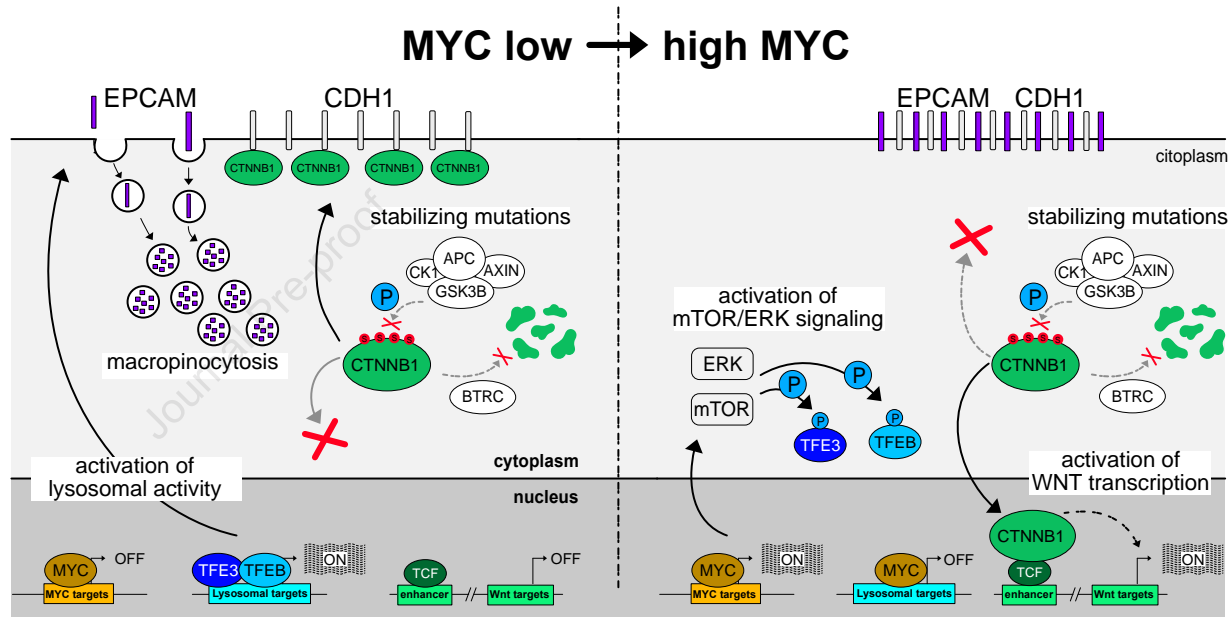 MYC low → high MYC
EPCAM
CDH1
CTNNB1
CTNNB1
CTNNB1
CTNNB1
stabilizing mutations
APC
CK1
AXIN
GSK3B
P
S S S S
CTNNB1
BTRC
macropinocytosis
Journal Pre-proof
activation of
lysosomal activity
cytoplasm
nucleus
MYC
OFF
MYC targets
TFE3
TFEB
ON
Lysosomal targets
TCF
enhancer
//
OFF
Wnt targets
EPCAM
CDH1
citoplasm
stabilizing mutations
APC
CK1
AXIN
GSK3B
P
S S S S
CTNNB1
BTRC
activation of
mTOR/ERK signaling
ERK
mTOR
P
P
P
TFE3
P
TFEB
activation of
WNT transcription
MYC
ON
MYC targets
MYC
OFF
Lysosomal targets
CTNNB1
TCF
enhancer
//
ON
Wnt targets